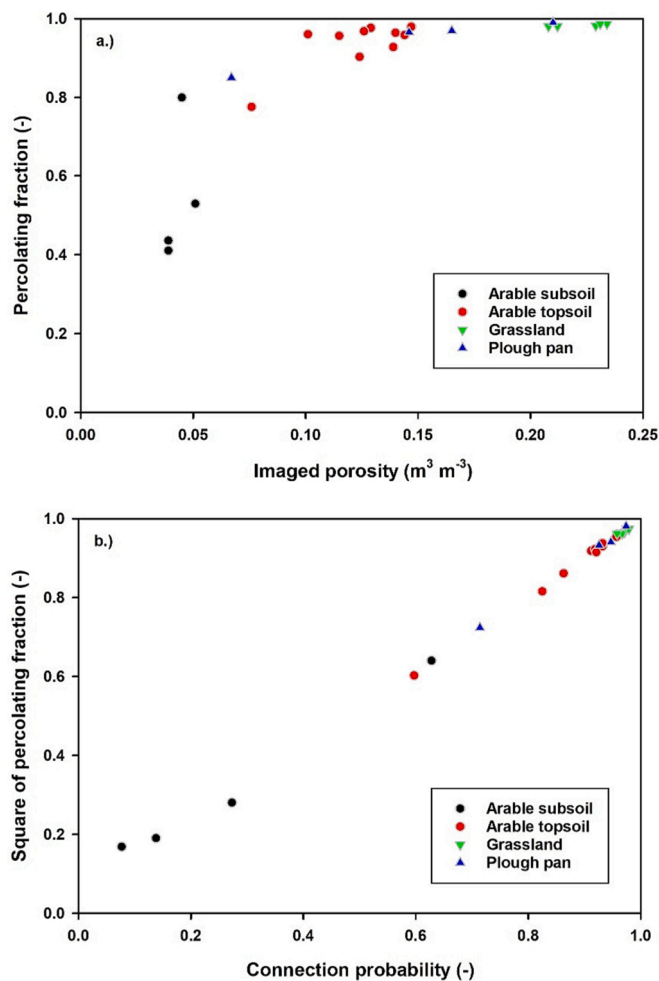 a.)
Percolating fraction (-)
1.0
0.8
0.6
0.4
0.2
0.0
0.00 0.05 0.10 0.15 0.20 0.25
Imaged porosity (m³ m⁻³)
Arable subsoil
Arable topsoil
Grassland
Plough pan
b.)
Square of percolating fraction (-)
1.0
0.8
0.6
0.4
0.2
0.0
0.0 0.2 0.4 0.6 0.8 1.0
Connection probability (-)
Arable subsoil
Arable topsoil
Grassland
Plough pan